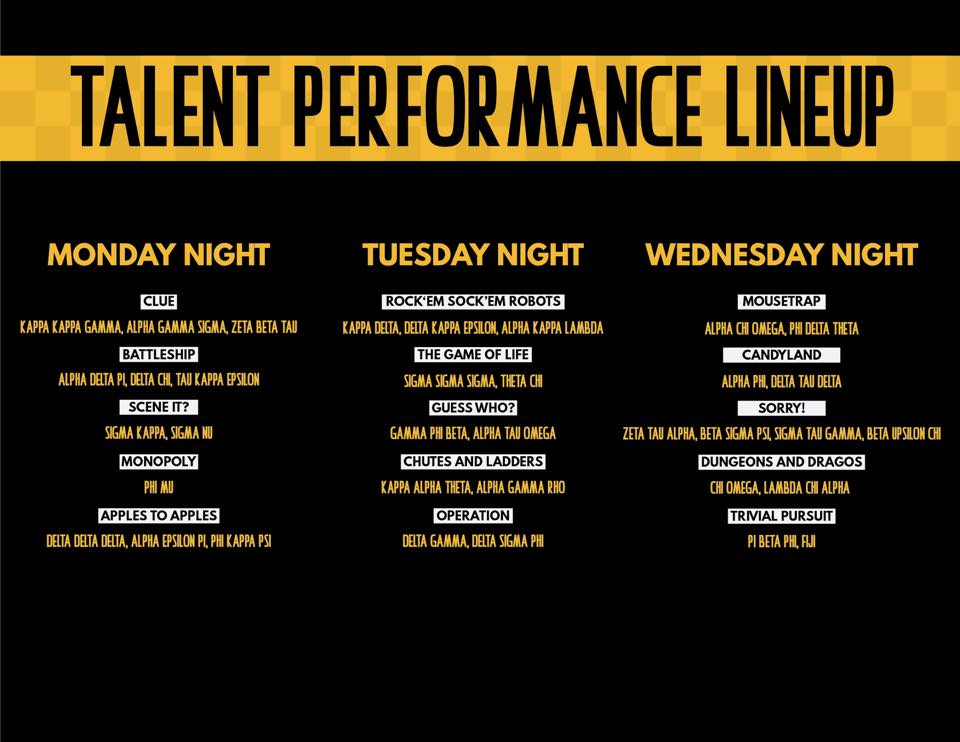 TALENT PERFORMANCE LINEUP
MONDAY NIGHT
CLUE
KAPPA KAPPA GAMMA, ALPHA GAMMA SIGMA, ZETA BETA TAU
BATTLESHIP
ALPHA DELTA PI, DELTA CHI, TAU KAPPA EPSILON
SCENE IT?
SIGMA KAPPA, SIGMA NU
MONOPOLY
PHI MU
APPLES TO APPLES
DELTA DELTA DELTA, ALPHA EPSILON PI, PHI KAPPA PSI
TUESDAY NIGHT
ROCK‘EM SOCK’EM ROBOTS
KAPPA DELTA, DELTA KAPPA EPSILON, ALPHA KAPPA LAMBDA
THE GAME OF LIFE
SIGMA SIGMA SIGMA, THETA CHI
GUESS WHO?
GAMMA PHI BETA, ALPHA TAU OMEGA
CHUTES AND LADDERS
KAPPA ALPHA THETA, ALPHA GAMMA RHO
OPERATION
DELTA GAMMA, DELTA SIGMA PHI
WEDNESDAY NIGHT
MOUSETRAP
ALPHA CHI OMEGA, PHI DELTA THETA
CANDYLAND
ALPHA PHI, DELTA TAU DELTA
SORRY!
ZETA TAU ALPHA, BETA SIGMA PSI, SIGMA TAU GAMMA, BETA UPSILON CHI
DUNGEONS AND DRAGOS
CHI OMEGA, LAMBDA CHI ALPHA
TRIVIAL PURSUIT
PI BETA PHI, FIJI